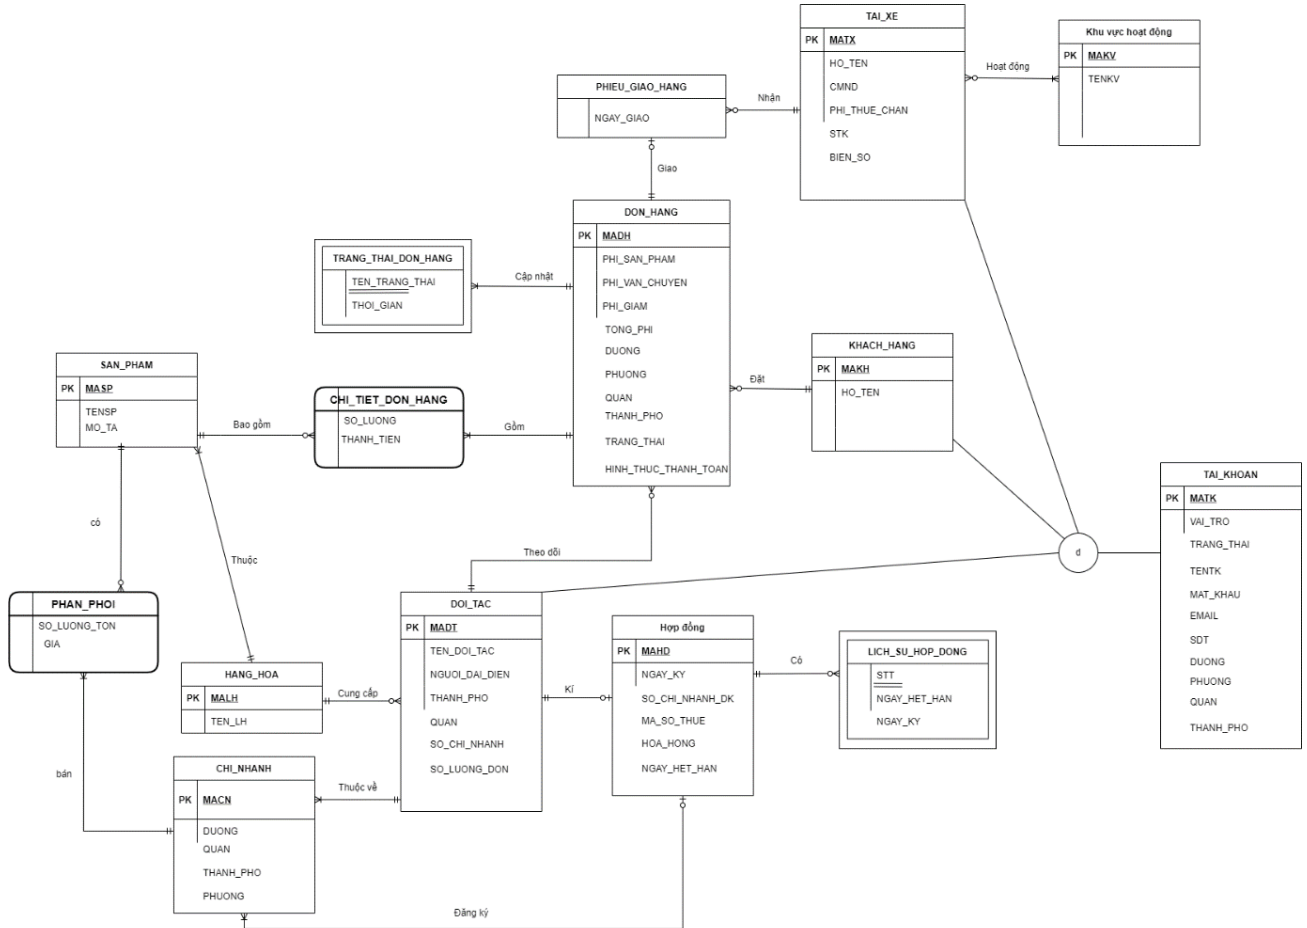 TAI_XE
PK MATX
HO_TEN
CMND
PHI_THUE_CHAN
STK
BIEN_SO
Khu vực hoạt động
PK MAKV
TENKV
Hoạt động
PHIEU_GIAO_HANG
NGAY_GIAO
Nhận
Giao
DON_HANG
PK MADH
PHI_SAN_PHAM
PHI_VAN_CHUYEN
PHI_GIAM
TONG_PHI
DUONG
PHUONG
QUAN
THANH_PHO
TRANG_THAI
HINH_THUC_THANH_TOAN
TRANG_THAI_DON_HANG
TEN_TRANG_THAI
THOI_GIAN
Cập nhật
KHACH_HANG
PK MAKH
HO_TEN
Đặt
SAN_PHAM
PK MASP
TENSP
MO_TA
Bao gồm
CHI_TIET_DON_HANG
SO_LUONG
THANH_TIEN
Gồm
TAI_KHOAN
PK MATK
VAI_TRO
TRANG_THAI
TENTK
MAT_KHAU
EMAIL
SDT
DUONG
PHUONG
QUAN
THANH_PHO
d
có
Thuộc
Theo dõi
PHAN_PHOI
SO_LUONG_TON
GIA
DOI_TAC
PK MADT
TEN_DOI_TAC
NGUOI_DAI_DIEN
THANH_PHO
QUAN
SO_CHI_NHANH
SO_LUONG_DON
Hợp đồng
PK MAHD
NGAY_KY
SO_CHI_NHANH_DK
MA_SO_THUE
HOA_HONG
NGAY_HET_HAN
Kí
Có
LICH_SU_HOP_DONG
STT
NGAY_HET_HAN
NGAY_KY
HANG_HOA
PK MALH
TEN_LH
Cung cấp
CHI_NHANH
PK MACN
DUONG
QUAN
THANH_PHO
PHUONG
Thuộc về
bán
Đăng ký